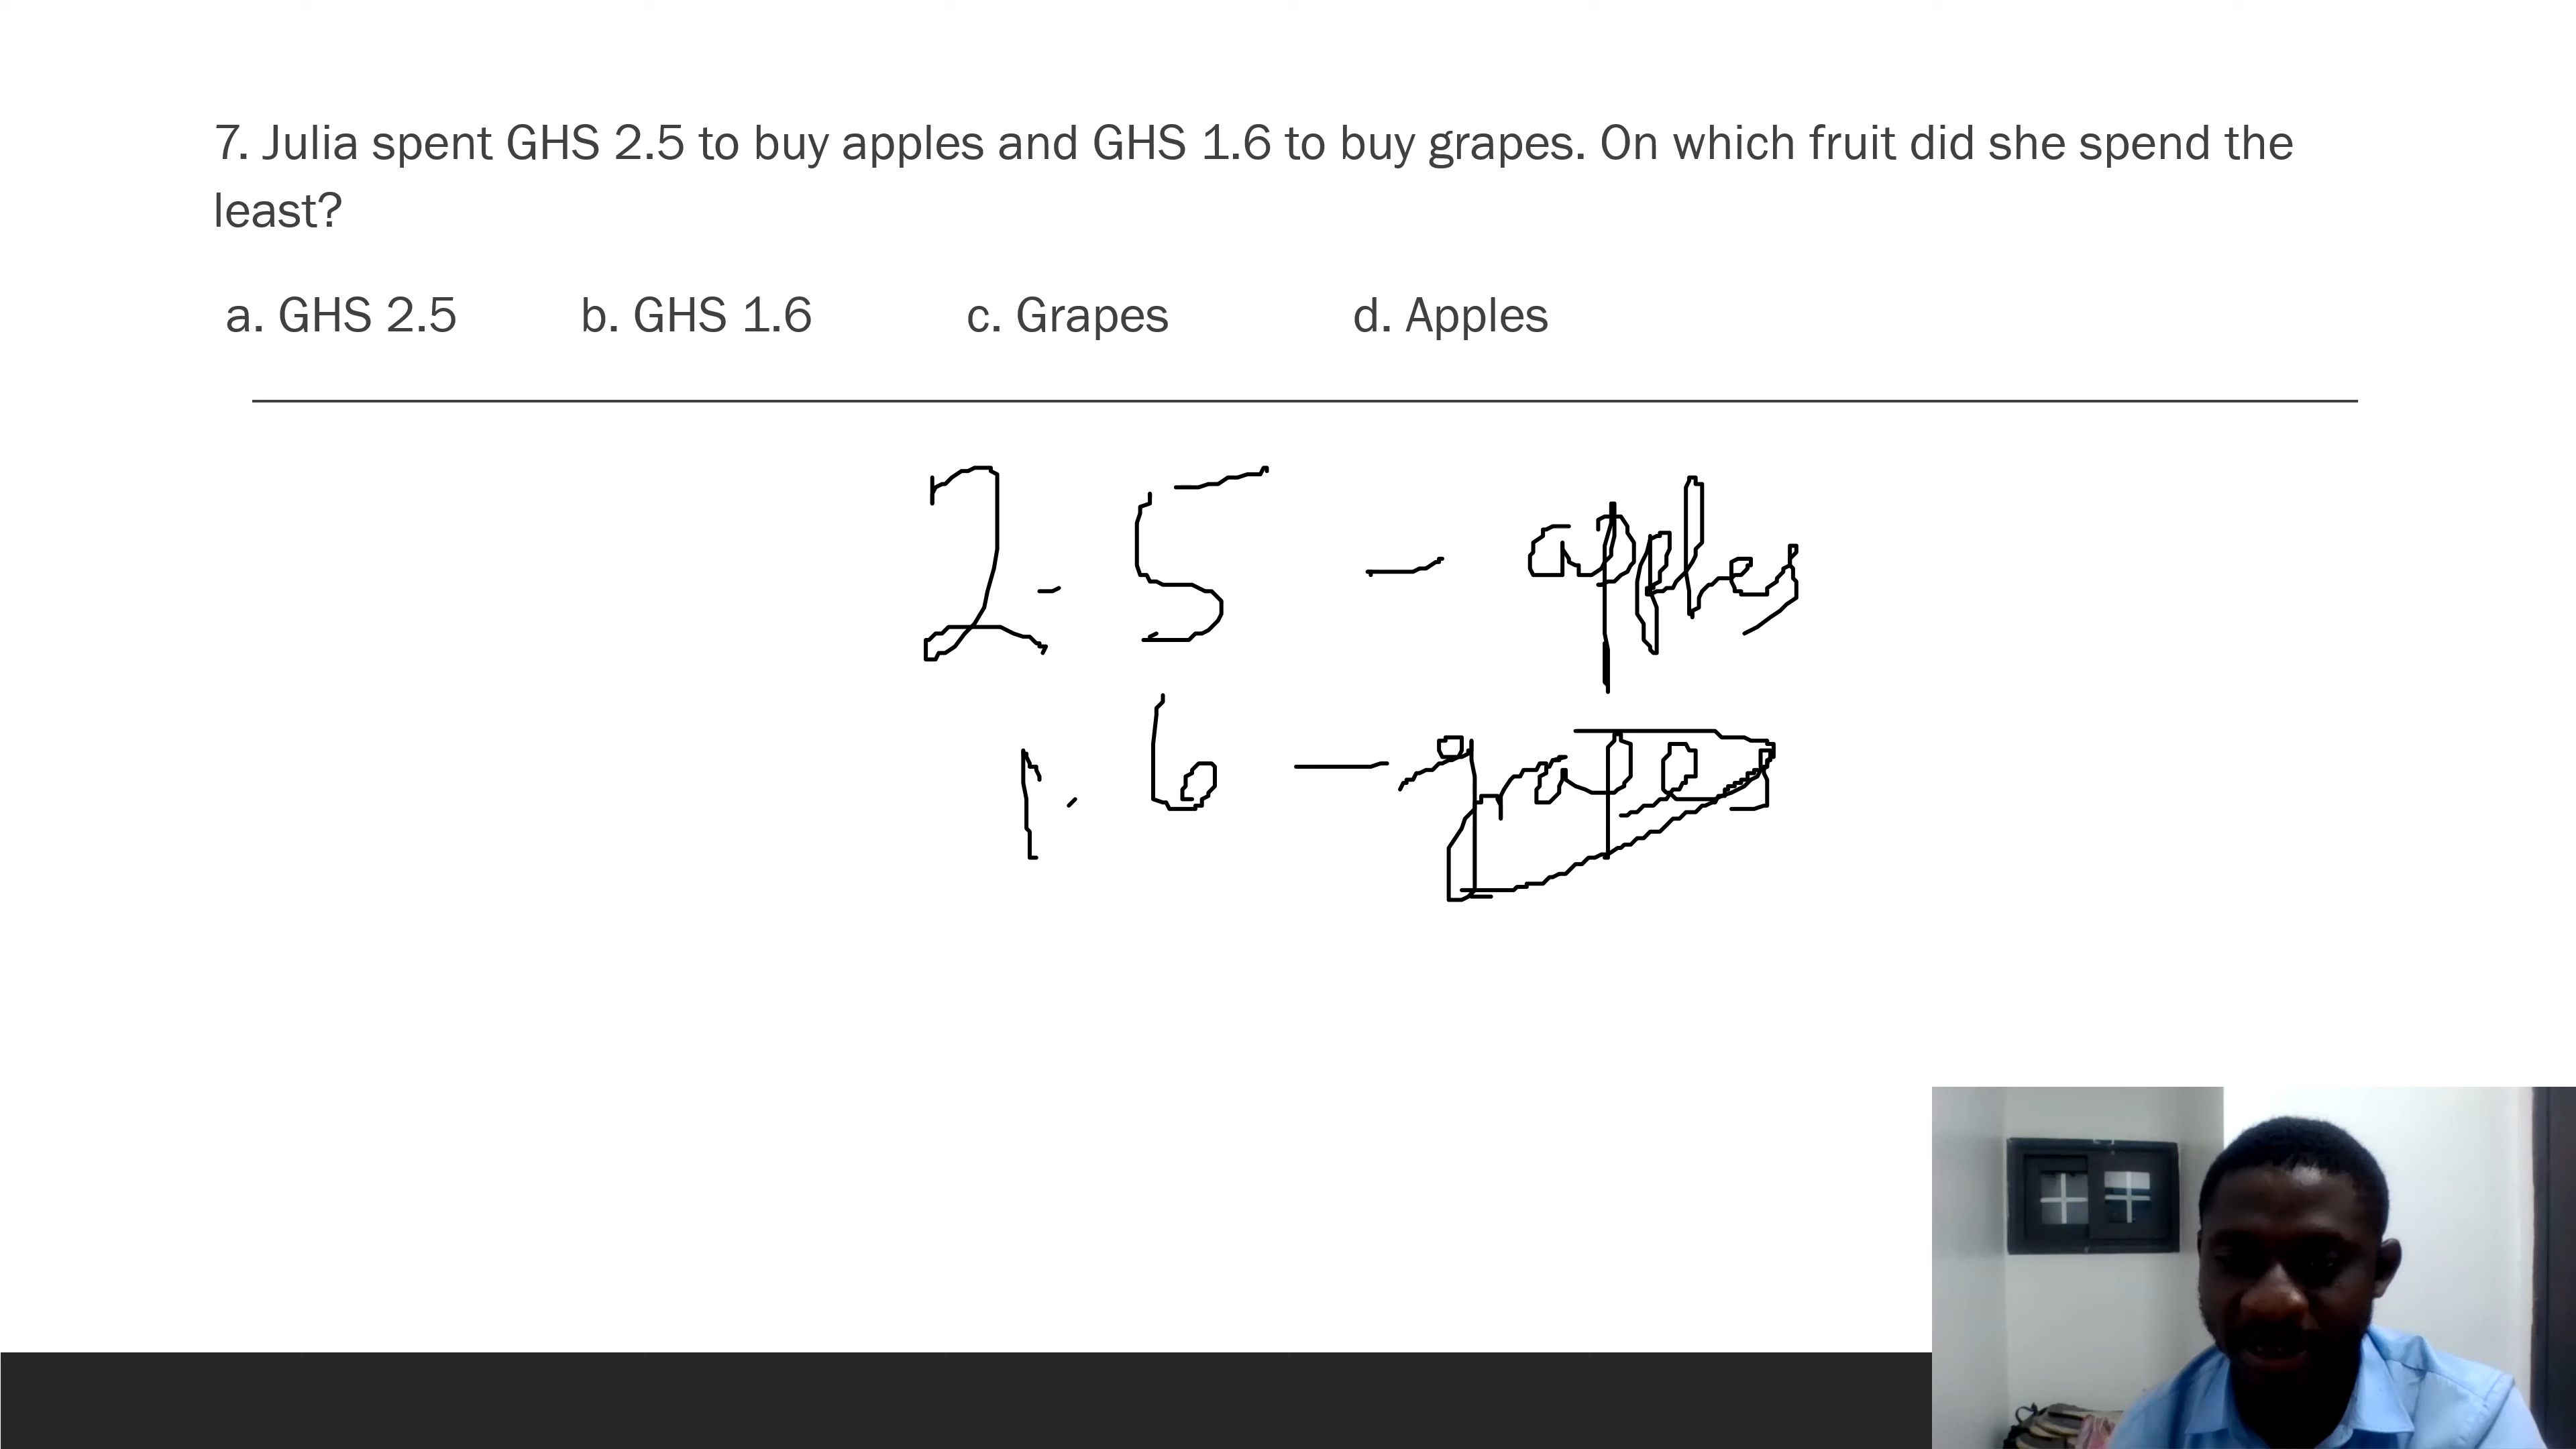 7. Julia spent GHS 2.5 to buy apples and GHS 1.6 to buy grapes. On which fruit did she spend the
least?
a. GHS 2.5 b. GHS 1.6 c. Grapes d. Apples
2.5 - apples
1.6 - grapes